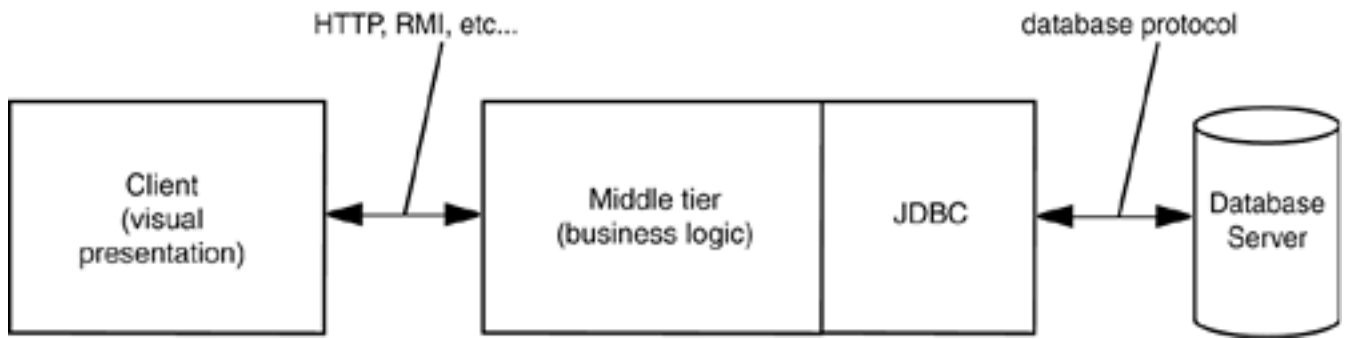 HTTP, RMI, etc...
database protocol
Client
(visual
presentation)
Middle tier
(business logic)
JDBC
Database
Server